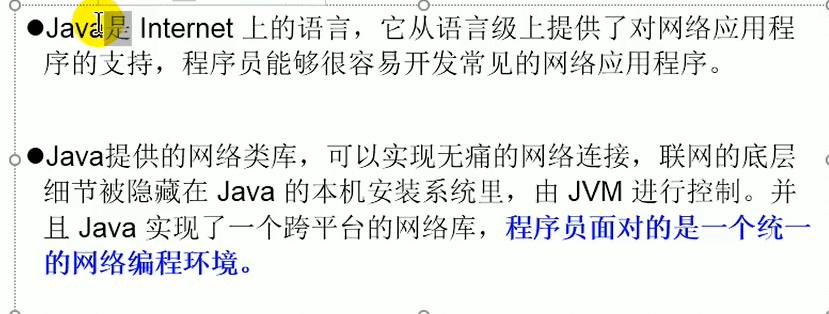 ●Java是 Internet 上的语言，它从语言级上提供了对网络应用程
序的支持，程序员能够很容易开发常见的网络应用程序。
●Java提供的网络类库，可以实现无痛的网络连接，联网的底层
细节被隐藏在 Java 的本机安装系统里，由 JVM 进行控制。并
且 Java 实现了一个跨平台的网络库，程序员面对的是一个统一
的网络编程环境。